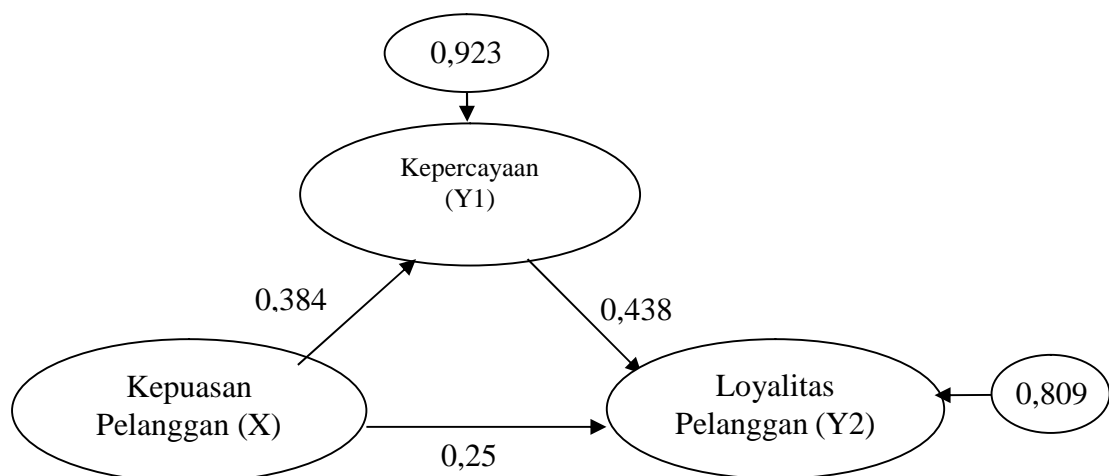 0,923
Kepercayaan
(Y1)
0,384
0,438
Kepuasan
Pelanggan (X)
Loyalitas
Pelanggan (Y2)
0,809
0,25